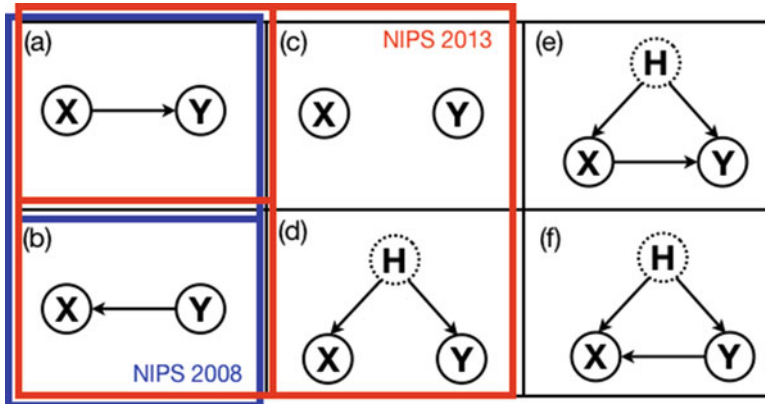 (a)
X Y
(c)
NIPS 2013
X Y
(e)
H
X Y
(b)
X Y
NIPS 2008
(d)
H
X Y
(f)
H
X Y